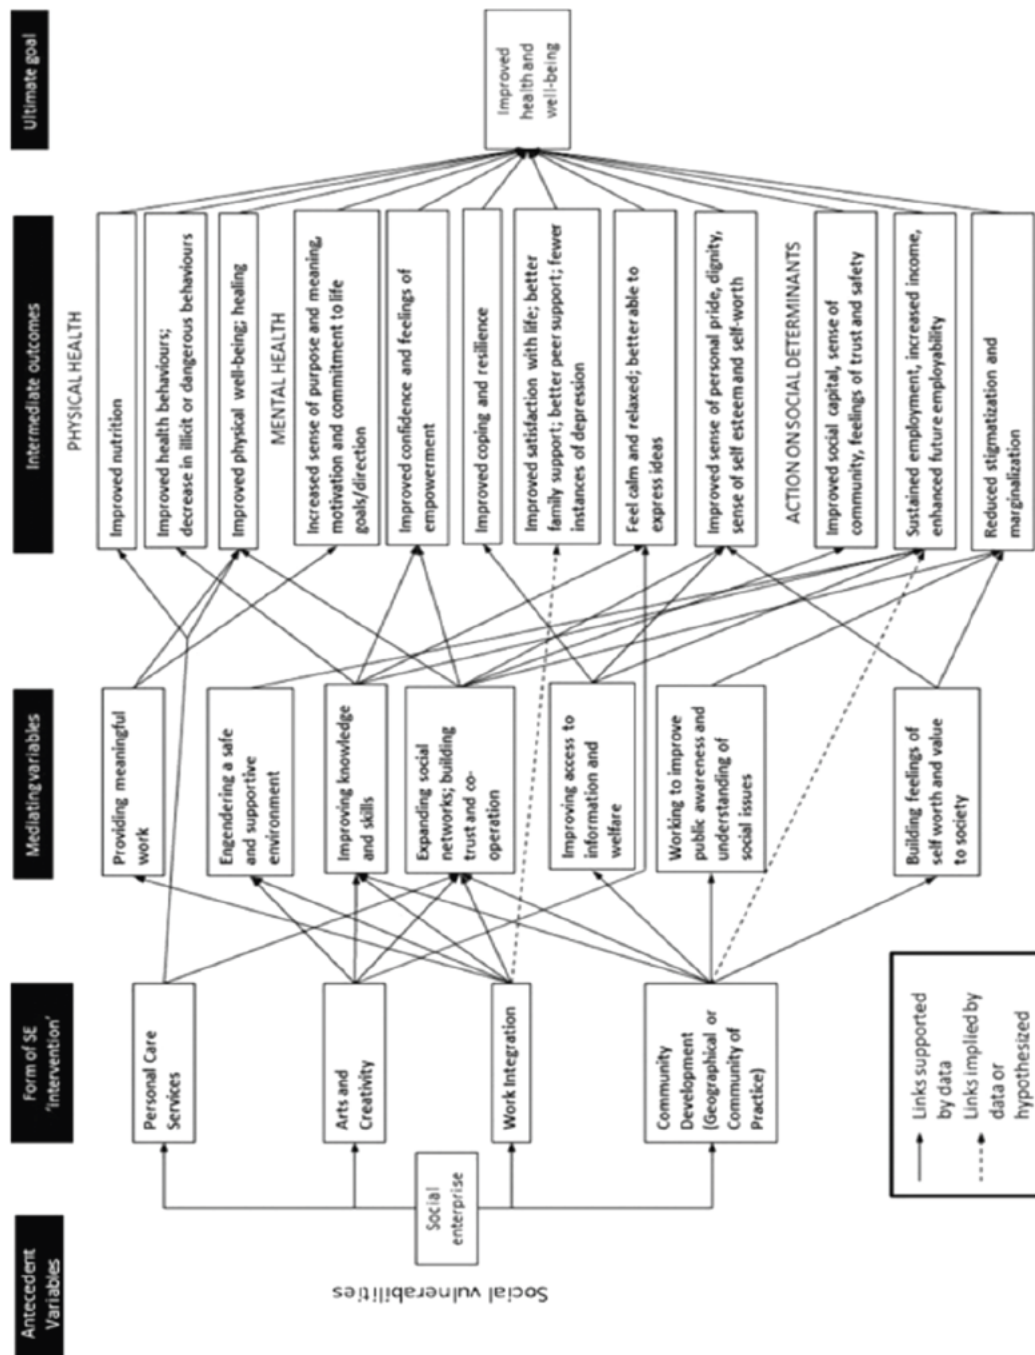 Antecedent
Variables
Form of SE
'intervention'
Mediating variables
Intermediate outcomes
Ultimate goal
Social vulnerabilities
Social
enterprise
Personal Care
Services
Arts and
Creativity
Work Integration
Community
Development
(Geographical or
Community of
Practice)
Providing meaningful
work
Engendering a safe
and supportive
environment
Improving knowledge
and skills
Expanding social
networks; building
trust and co-
operation
Improving access to
information and
welfare
Working to improve
public awareness and
understanding of
social issues
Building feelings of
self worth and value
to society
PHYSICAL HEALTH
Improved nutrition
Improved health behaviours;
decrease in illicit or dangerous behaviours
Improved physical well-being; healing
MENTAL HEALTH
Increased sense of purpose and meaning,
motivation and commitment to life
goals/direction
Improved confidence and feelings of
empowerment
Improved coping and resilience
Improved satisfaction with life; better
family support; better peer support; fewer
instances of depression
Feel calm and relaxed; better able to
express ideas
Improved sense of personal pride, dignity,
sense of self esteem and self-worth
ACTION ON SOCIAL DETERMINANTS
Improved social capital, sense of
community, feelings of trust and safety
Sustained employment, increased income,
enhanced future employability
Reduced stigmatization and
marginalization
Improved
health and
well-being
Links supported
by data
Links implied by
data or
hypothesized